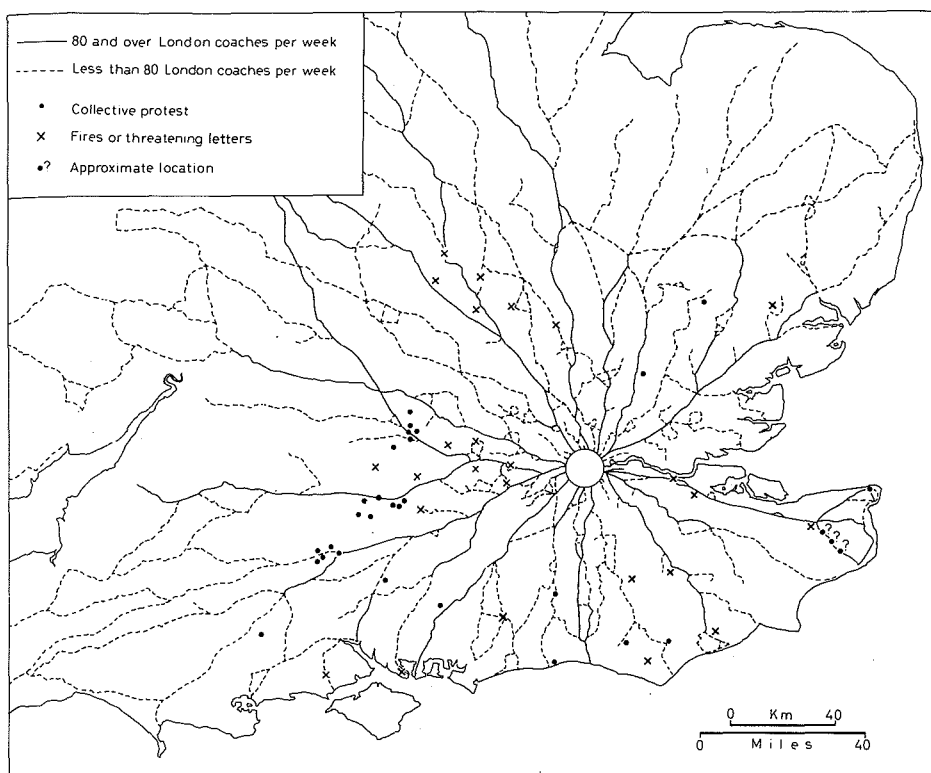 80 and over London coaches per week
Less than 80 London coaches per week
Collective protest
Fires or threatening letters
? Approximate location
? ? ?
0 Km 40
0 Miles 40